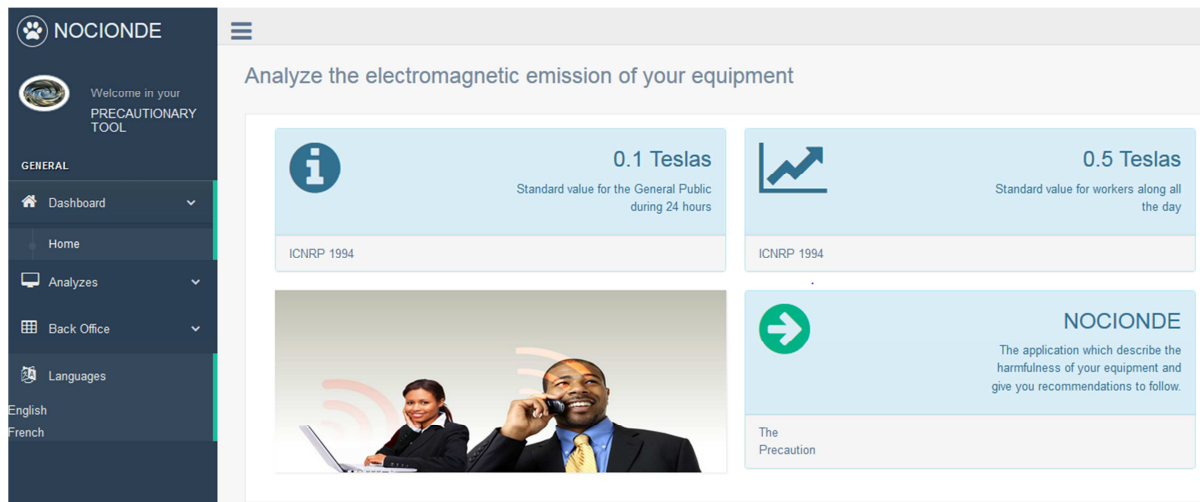 NOCIONDE
Welcome in your
PRECAUTIONARY
TOOL
GENERAL
Dashboard
Home
Analyzes
Back Office
Languages
English
French
Analyze the electromagnetic emission of your equipment
0.1 Teslas
Standard value for the General Public
during 24 hours
ICNRP 1994
0.5 Teslas
Standard value for workers along all
the day
ICNRP 1994
NOCIONDE
The application which describe the
harmfulness of your equipment and
give you recommendations to follow.
The
Precaution